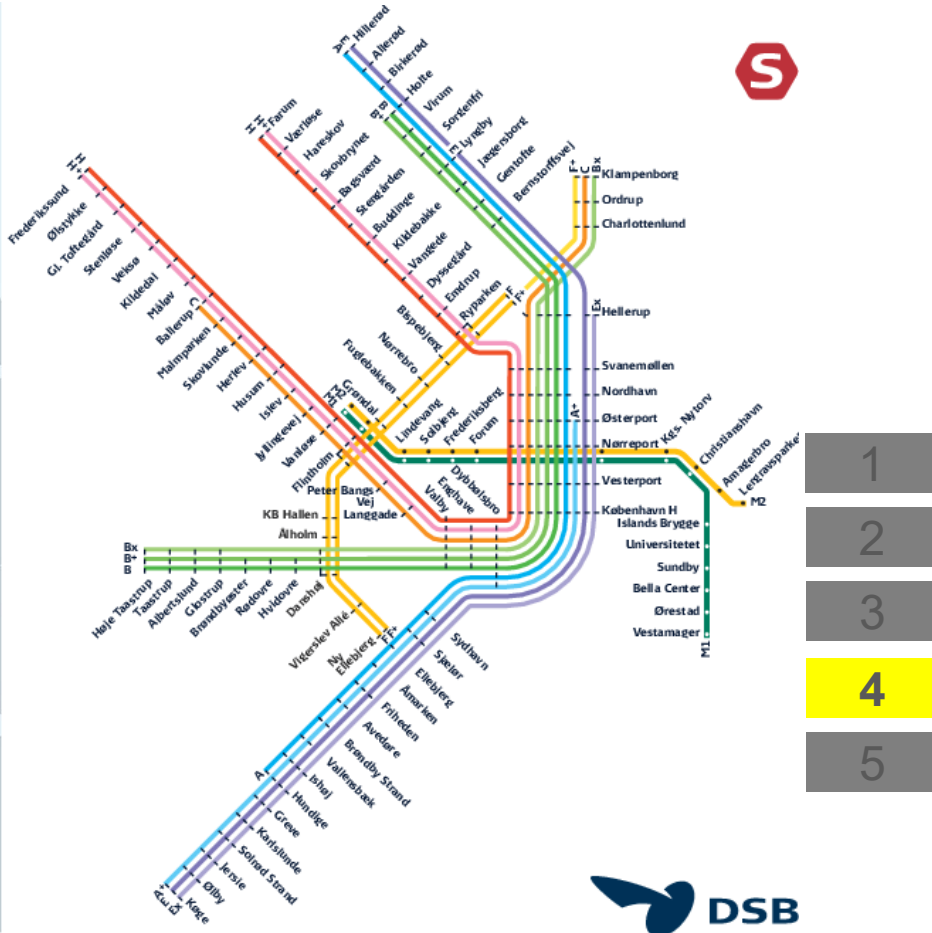 S
A
E
Hillerød
Allerød
Birkerød
B+
B
Holte
Virum
Sorgenfri
E
Lyngby
Jægersborg
Gentofte
Bernstorffsvej
H
H+
Farum
Værløse
Hareskov
Skovbrynet
Bagsværd
Stengården
Buddinge
Kildebakke
Vangede
Dyssegård
Emdrup
Ryparken
F
F+
F+
C
Bx
Klampenborg
Ordrup
Charlottenlund
Ex
Hellerup
Svanemøllen
Nordhavn
A+
Østerport
Nørreport
Vesterport
København H
H+
H
Frederikssund
Ølstykke
Gl. Toftegård
Stenløse
Veksø
Kildedal
Måløv
C
Ballerup
Malmparken
Skovlunde
Herlev
Husum
Islev
Jyllingevej
Vanløse
Flintholm
Peter Bangs
Vej
Langgade
KB Hallen
Ålholm
Bispebjerg
Nørrebro
Fuglebakken
Grøndal
M2
M1
Lindevang
Solbjerg
Frederiksberg
Forum
Kgs. Nytorv
Christianshavn
Amagerbro
Lergravsparke
M2
Valby
Enghave
Dybbølsbro
Islands Brygge
Universitetet
Sundby
Bella Center
Ørestad
Vestamager
M1
Bx
B+
B
Høje Taastrup
Taastrup
Albertslund
Glostrup
Brøndbyøster
Rødovre
Hvidovre
Danshøj
Vigerslev Allé
Ny
Ellebjerg
F
F+
Sydhavn
Sjælør
Ellebjerg
Åmarken
Friheden
Avedøre
Brøndby Strand
Vallensbæk
Ishøj
A
Hundige
Greve
Karlslunde
Solrød Strand
Jersie
Ølby
Køge
A+
E
Ex
1
2
3
4
5
DSB